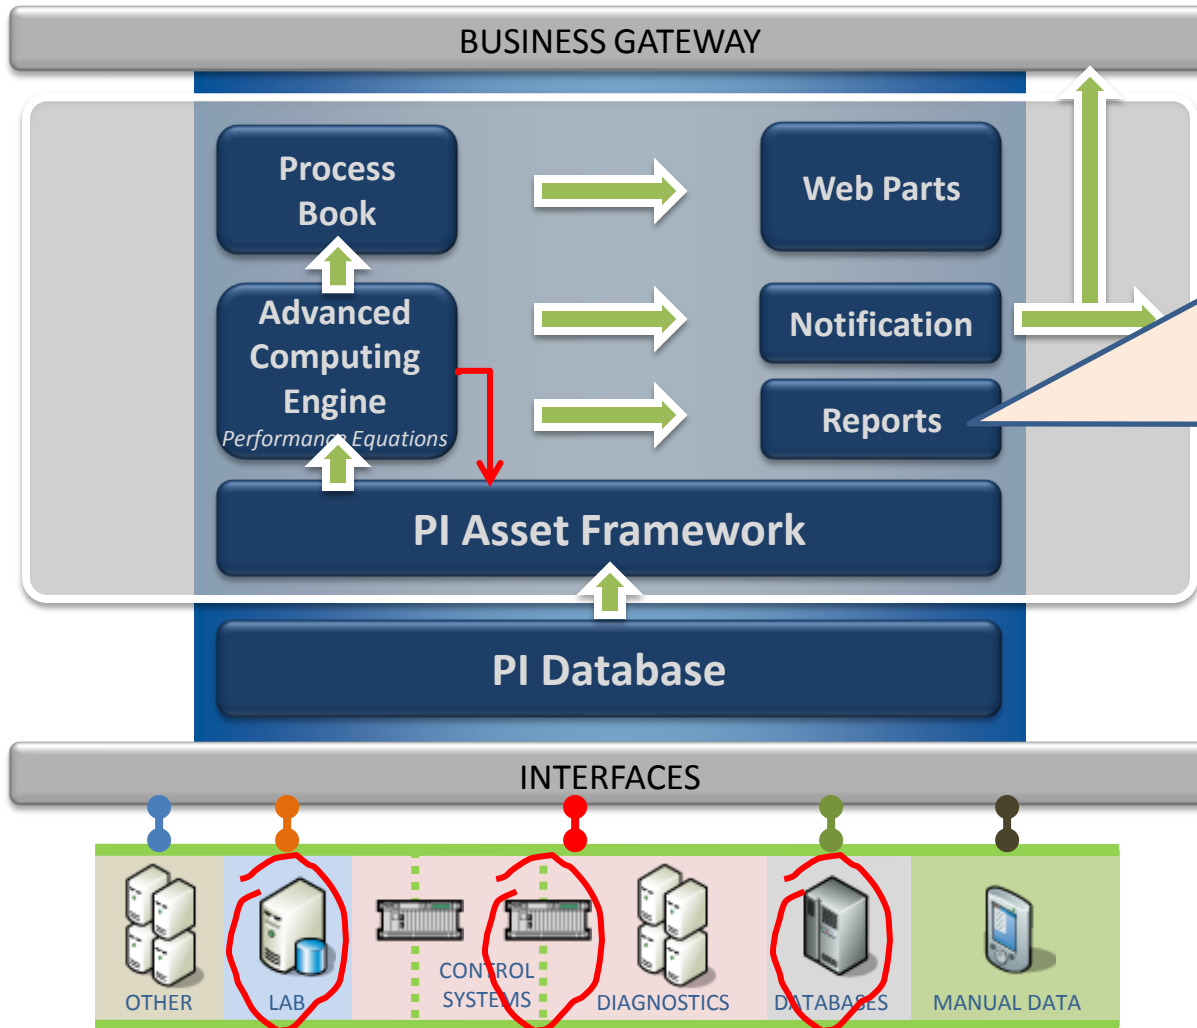 BUSINESS GATEWAY
Process
Book
Web Parts
Advanced
Computing
Engine
Performance Equations
Notification
Reports
PI Asset Framework
PI Database
INTERFACES
OTHER
LAB
CONTROL
SYSTEMS
DIAGNOSTICS
DATABASES
MANUAL DATA